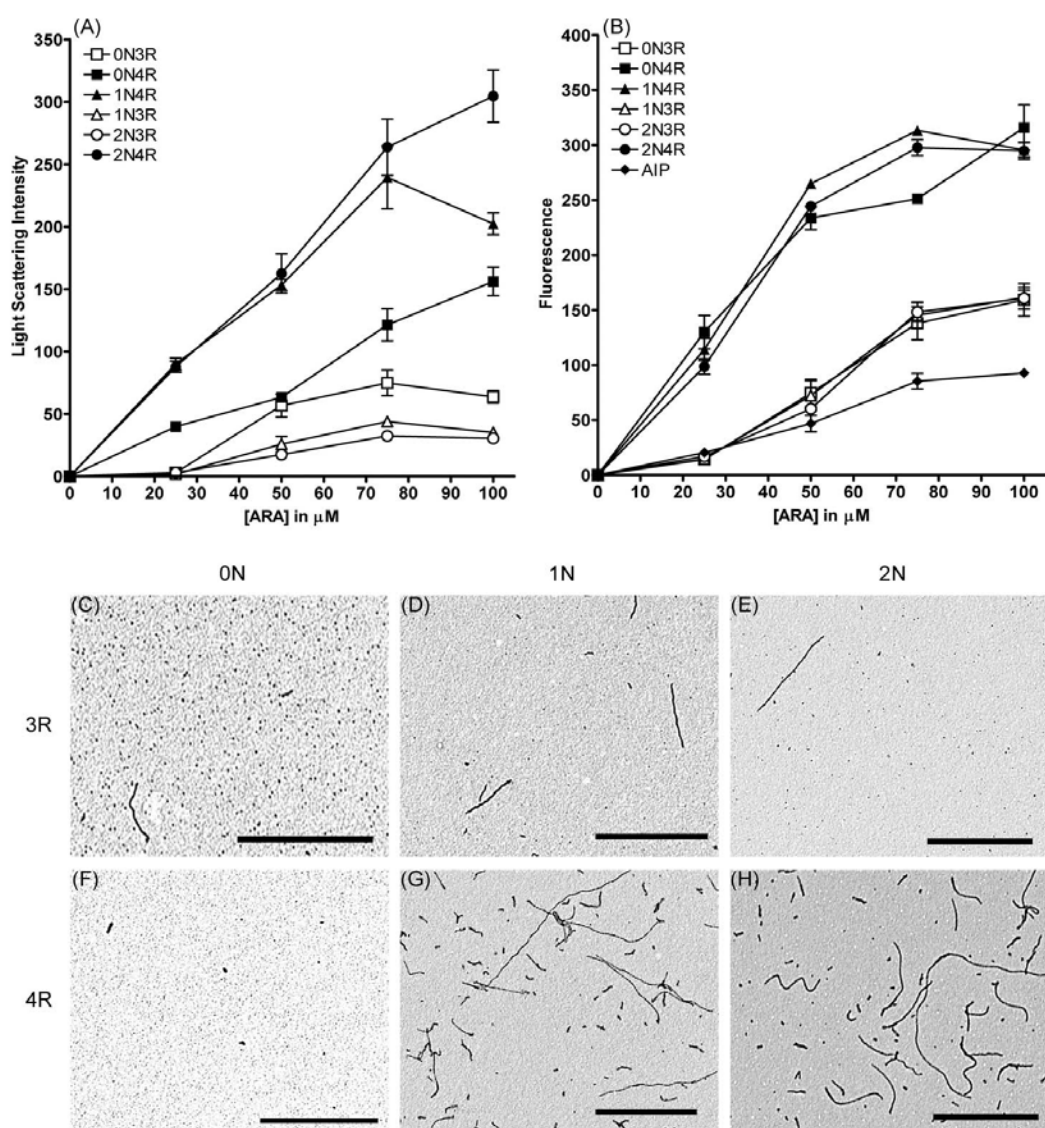 (A)
350
300
250
200
150
100
50
0
Light Scattering Intensity
0N3R
0N4R
1N4R
1N3R
2N3R
2N4R
0 10 20 30 40 50 60 70 80 90 100
[ARA] in μM
(B)
400
350
300
250
200
150
100
50
0
Fluorescence
0N3R
0N4R
1N4R
1N3R
2N3R
2N4R
AIP
0 10 20 30 40 50 60 70 80 90 100
[ARA] in μM
0N 1N 2N
(C) (D) (E)
3R
(F) (G) (H)
4R